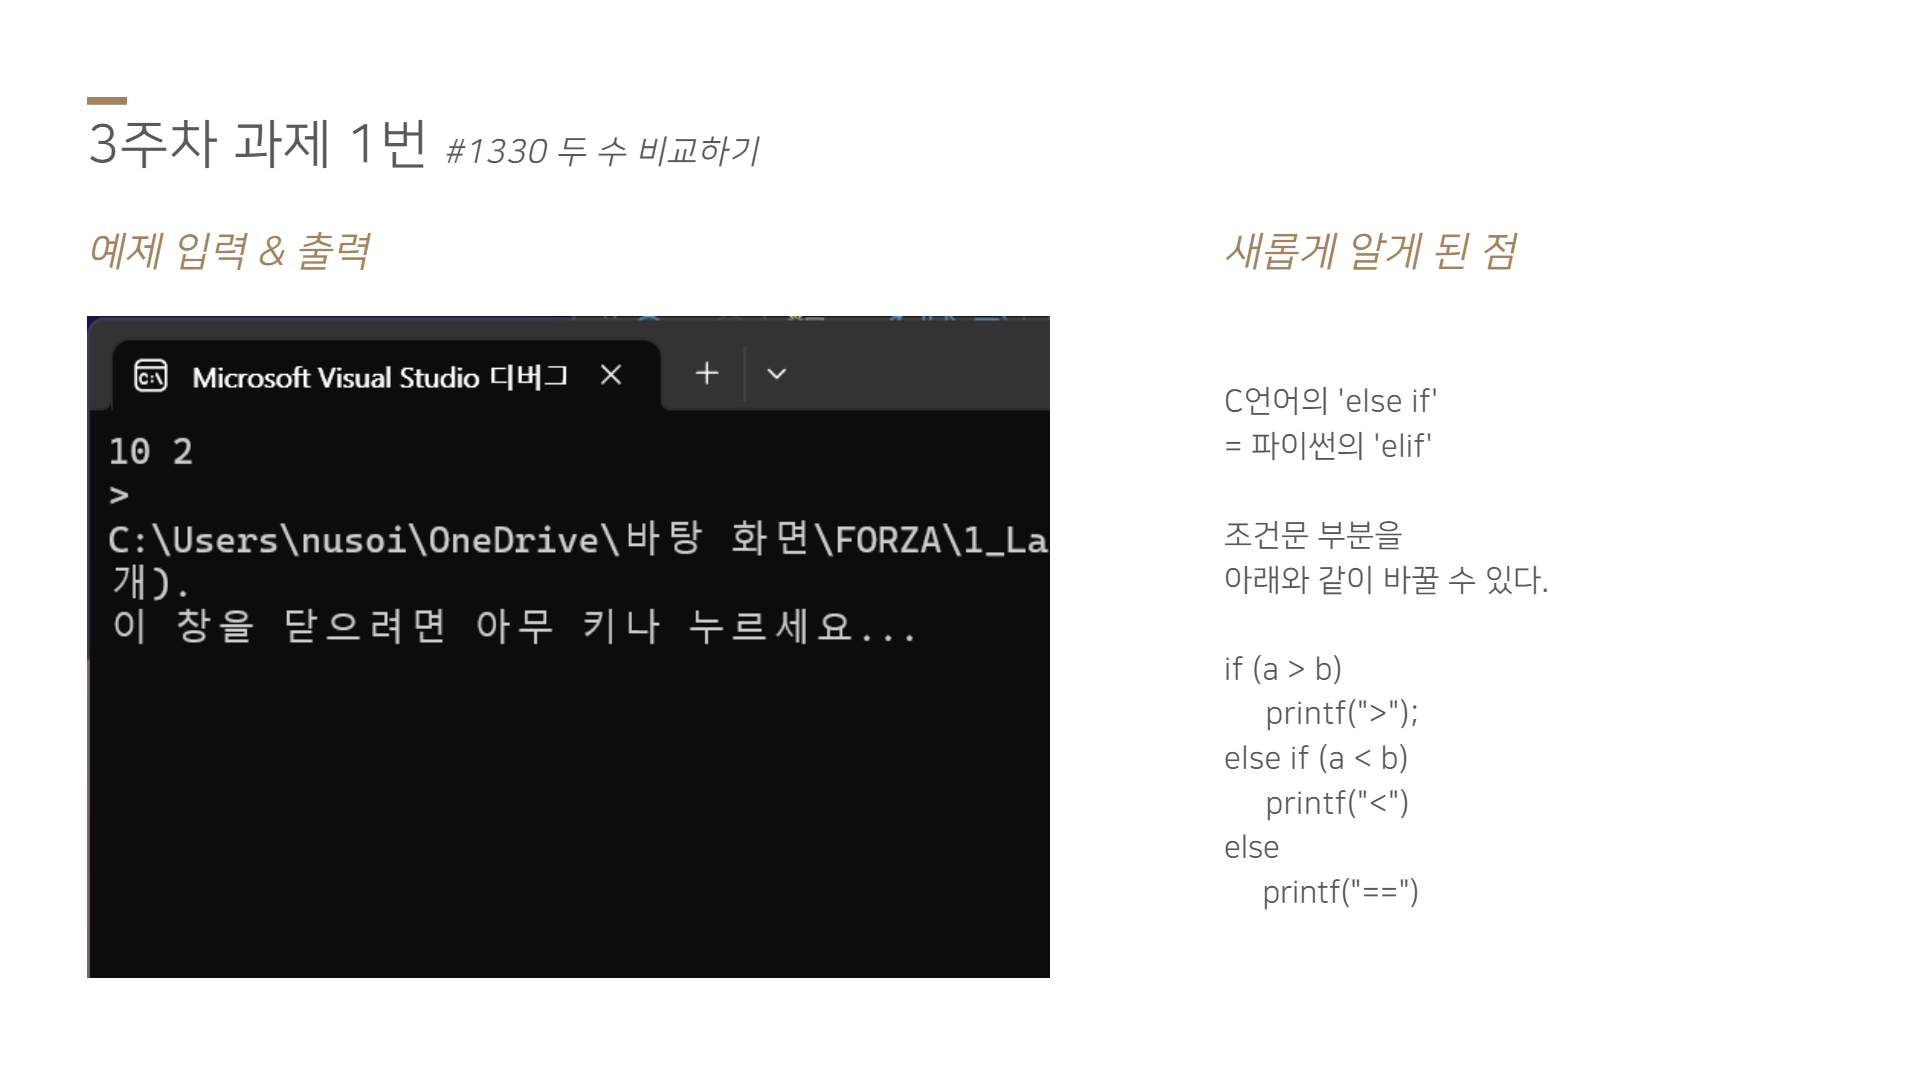 3주차 과제 1번 #1330 두 수 비교하기
예제 입력 & 출력
Microsoft Visual Studio 디버그
10 2
>
C:\Users\nusoi\OneDrive\바탕 화면\FORZA\1_La
개).
이 창을 닫으려면 아무 키나 누르세요...
새롭게 알게 된 점
C언어의 'else if'
= 파이썬의 'elif'
조건문 부분을
아래와 같이 바꿀 수 있다.
if (a > b)
printf(">");
else if (a < b)
printf("<")
else
printf("==")